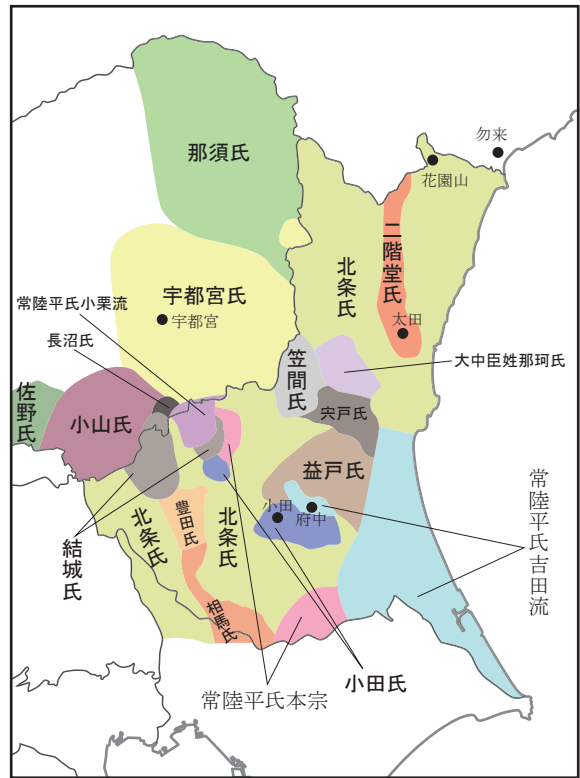 那須氏
勿来
花園山
二階堂氏
北条氏
常陸平氏小栗流
宇都宮氏
宇都宮
長沼氏
太田
大中臣姓那珂氏
笠間氏
佐野氏
小山氏
宍戸氏
益戸氏
小田
府中
常陸平氏吉田流
北条氏
豊田氏
北条氏
結城氏
相馬氏
小田氏
常陸平氏本宗